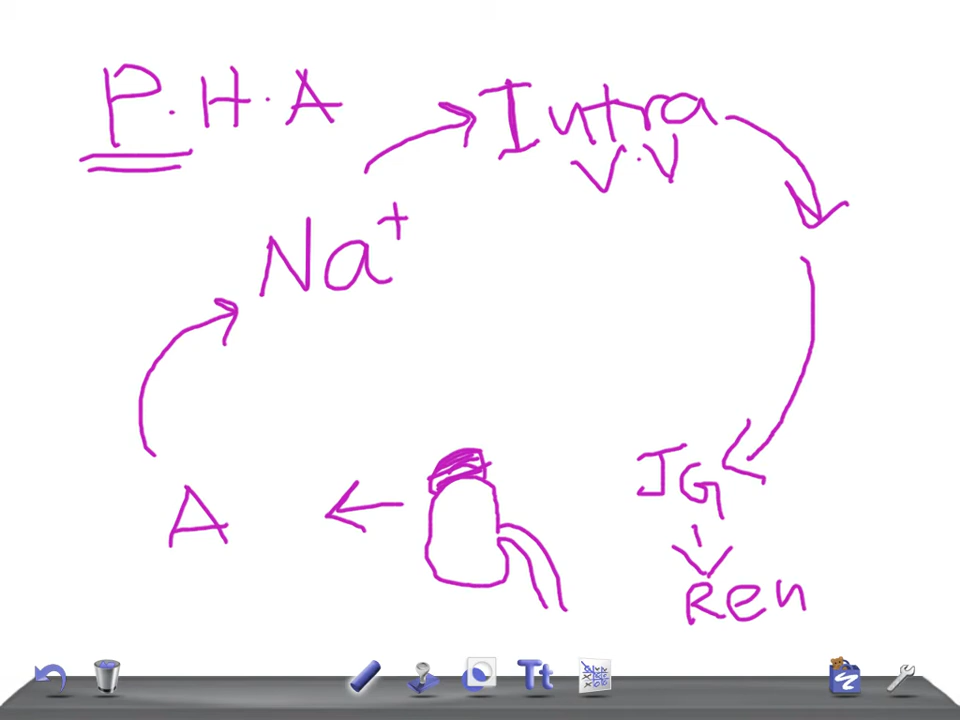 P.H.A
Intra
V.V
Na+
JG
A
Ren
Tt